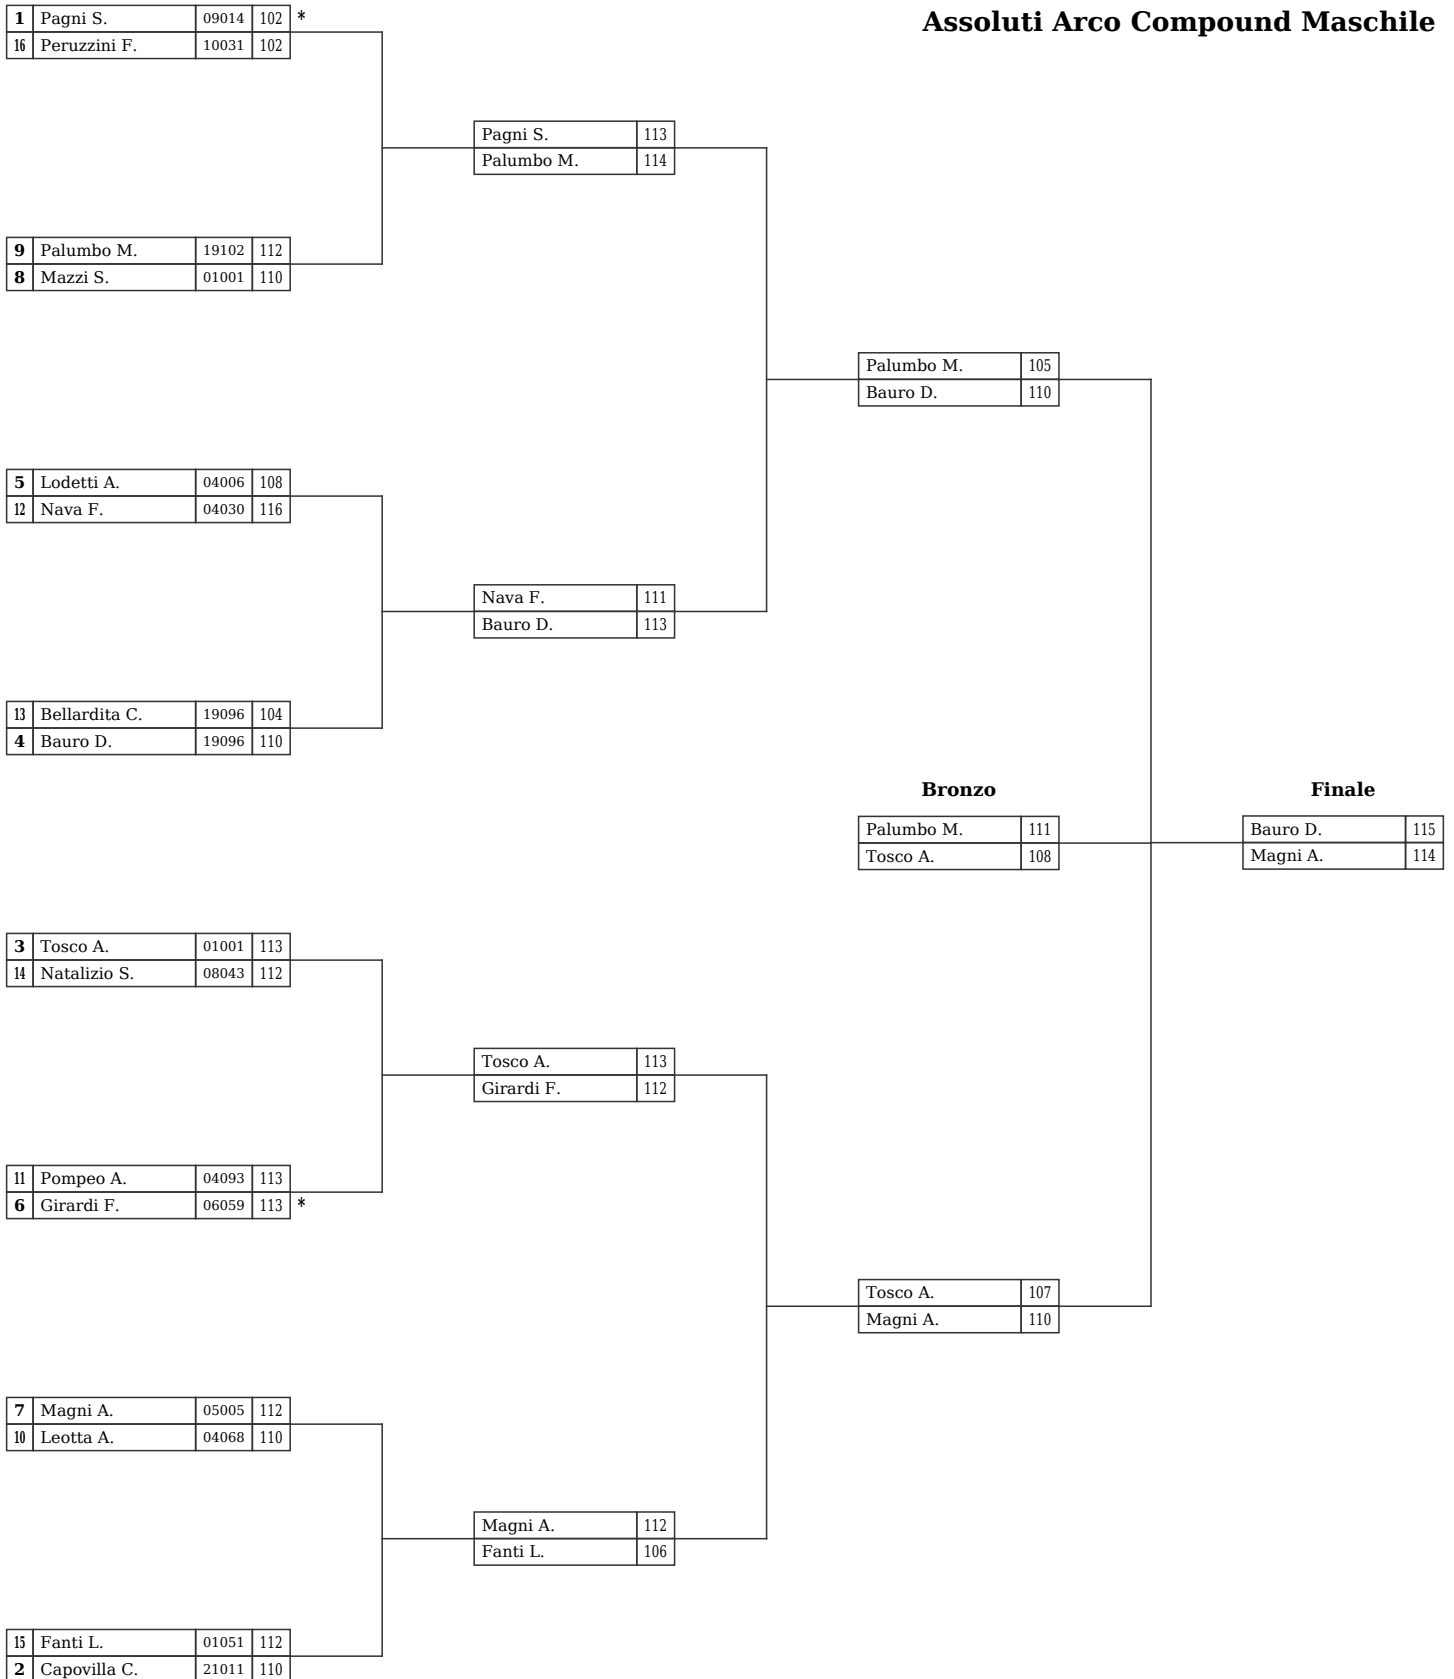 Assoluti Arco Compound Maschile
1 Pagni S. 09014 102 *
16 Peruzzini F. 10031 102
Pagni S. 113
Palumbo M. 114
9 Palumbo M. 19102 112
8 Mazzi S. 01001 110
Palumbo M. 105
Bauro D. 110
5 Lodetti A. 04006 108
12 Nava F. 04030 116
Nava F. 111
Bauro D. 113
13 Bellardita C. 19096 104
4 Bauro D. 19096 110
Bronzo Finale
Palumbo M. 111 Bauro D. 115
Tosco A. 108 Magni A. 114
3 Tosco A. 01001 113
14 Natalizio S. 08043 112
Tosco A. 113
Girardi F. 112
11 Pompeo A. 04093 113
6 Girardi F. 06059 113 *
Tosco A. 107
Magni A. 110
7 Magni A. 05005 112
10 Leotta A. 04068 110
Magni A. 112
Fanti L. 106
15 Fanti L. 01051 112
2 Capovilla C. 21011 110